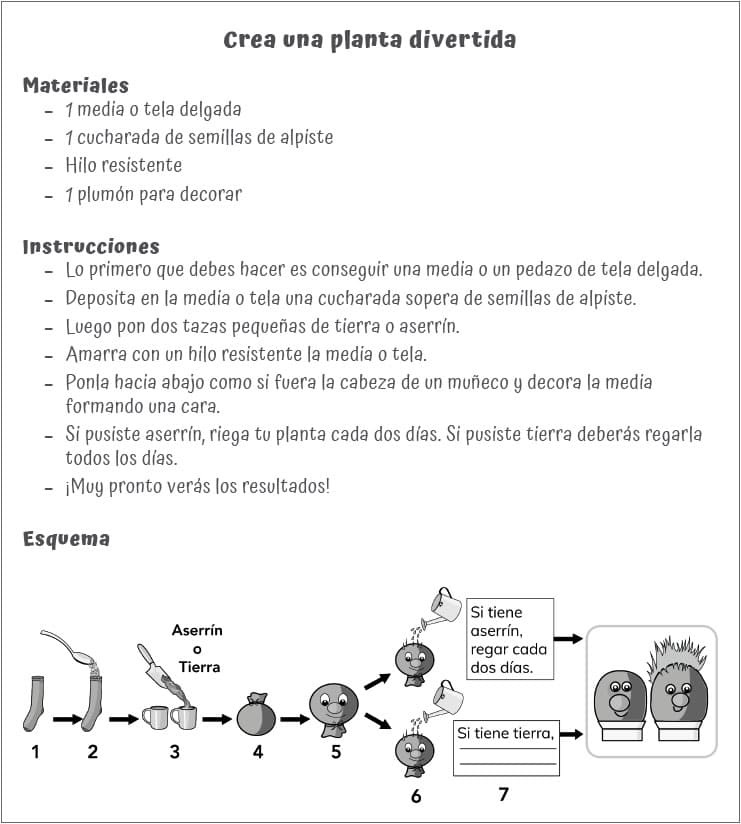 Crea una planta divertida
Materiales
- 1 media o tela delgada
- 1 cucharada de semillas de alpiste
- Hilo resistente
- 1 plumón para decorar
Instrucciones
- Lo primero que debes hacer es conseguir una media o un pedazo de tela delgada.
- Deposita en la media o tela una cucharada sopera de semillas de alpiste.
- Luego pon dos tazas pequeñas de tierra o aserrín.
- Amarra con un hilo resistente la media o tela.
- Ponla hacia abajo como si fuera la cabeza de un muñeco y decora la media
formando una cara.
- Si pusiste aserrín, riega tu planta cada dos días. Si pusiste tierra deberás regarla
todos los días.
- ¡Muy pronto verás los resultados!
Esquema
Aserrín
o
Tierra
Si tiene
aserrín,
regar cada
dos días.
Si tiene tierra,
1 2 3 4 5
6 7